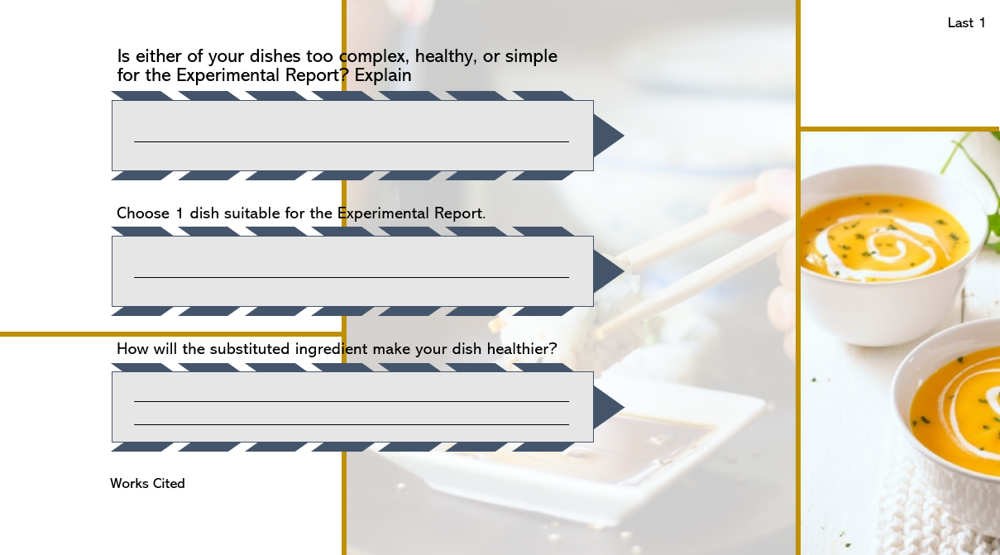 Last 1
Is either of your dishes too complex, healthy, or simple
for the Experimental Report? Explain
Choose 1 dish suitable for the Experimental Report.
How will the substituted ingredient make your dish healthier?
Works Cited